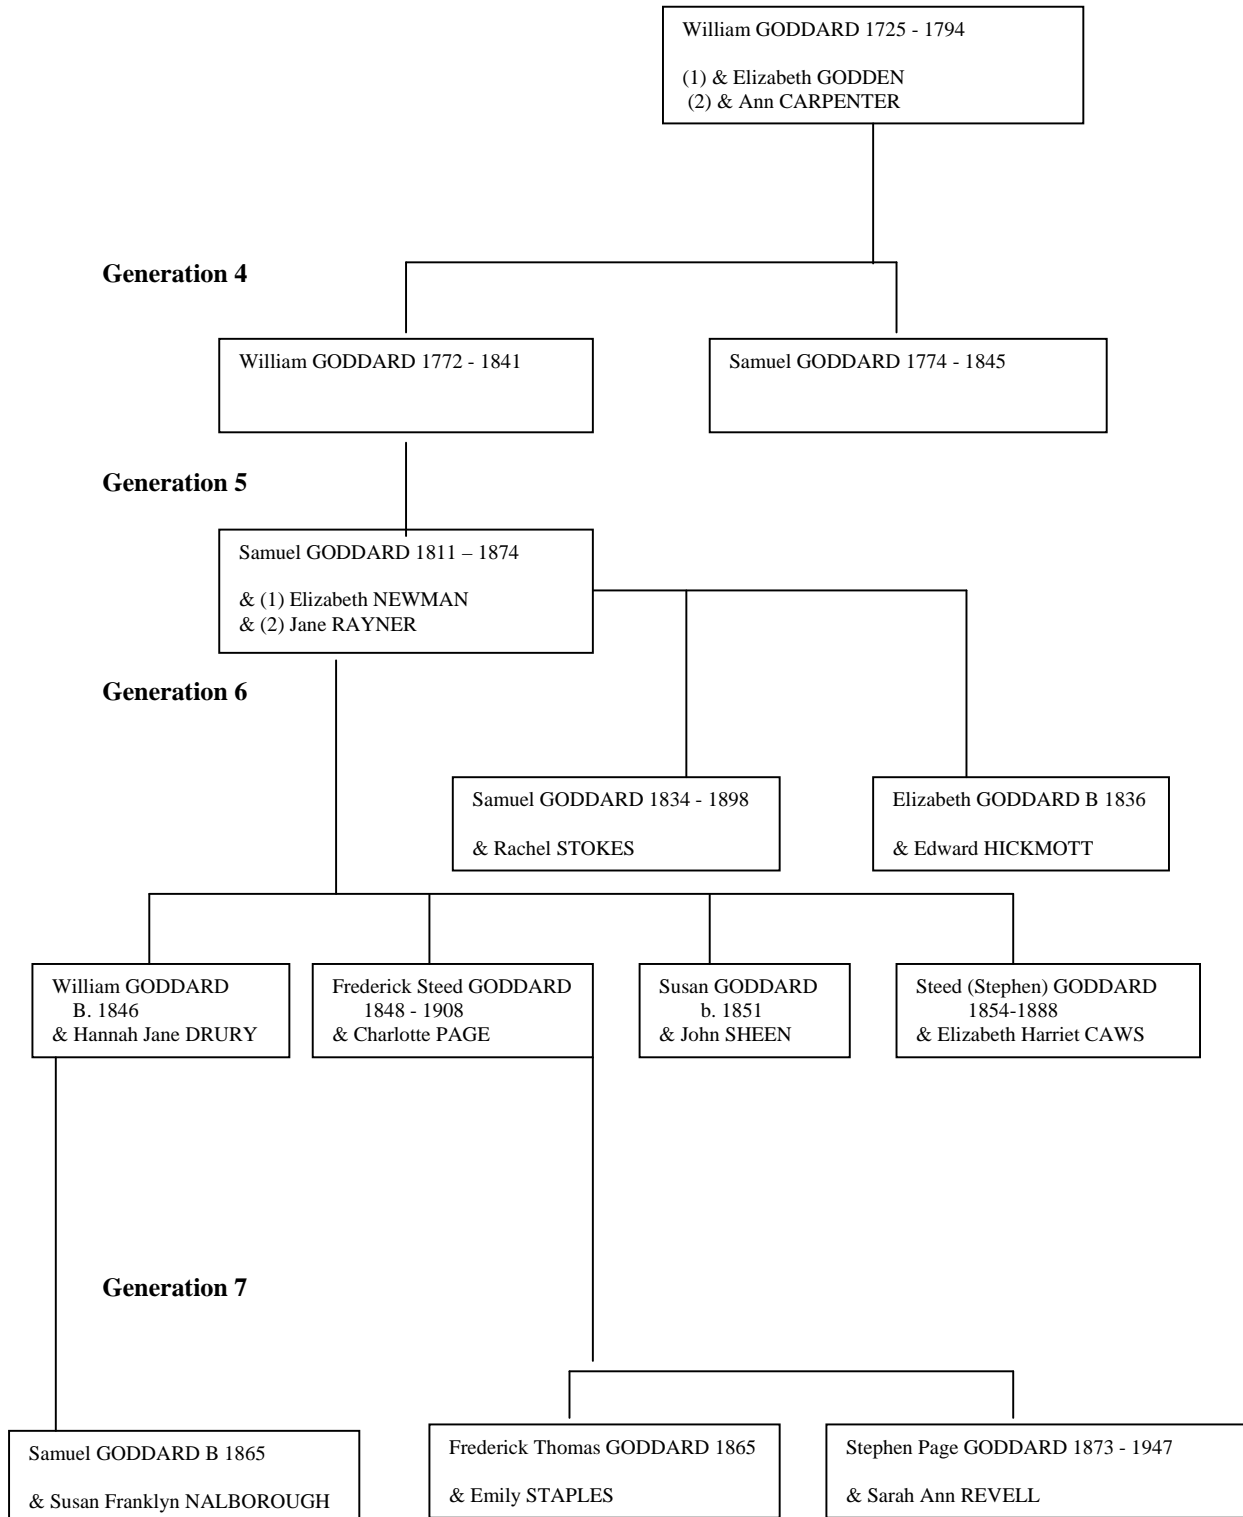 William GODDARD 1725 - 1794
(1) & Elizabeth GODDEN
(2) & Ann CARPENTER
Generation 4
William GODDARD 1772 - 1841
Samuel GODDARD 1774 - 1845
Generation 5
Samuel GODDARD 1811 – 1874
& (1) Elizabeth NEWMAN
& (2) Jane RAYNER
Generation 6
Samuel GODDARD 1834 - 1898
& Rachel STOKES
Elizabeth GODDARD B 1836
& Edward HICKMOTT
William GODDARD
B. 1846
& Hannah Jane DRURY
Frederick Steed GODDARD
1848 - 1908
& Charlotte PAGE
Susan GODDARD
b. 1851
& John SHEEN
Steed (Stephen) GODDARD
1854-1888
& Elizabeth Harriet CAWS
Generation 7
Samuel GODDARD B 1865
& Susan Franklyn NALBOROUGH
Frederick Thomas GODDARD 1865
& Emily STAPLES
Stephen Page GODDARD 1873 - 1947
& Sarah Ann REVELL